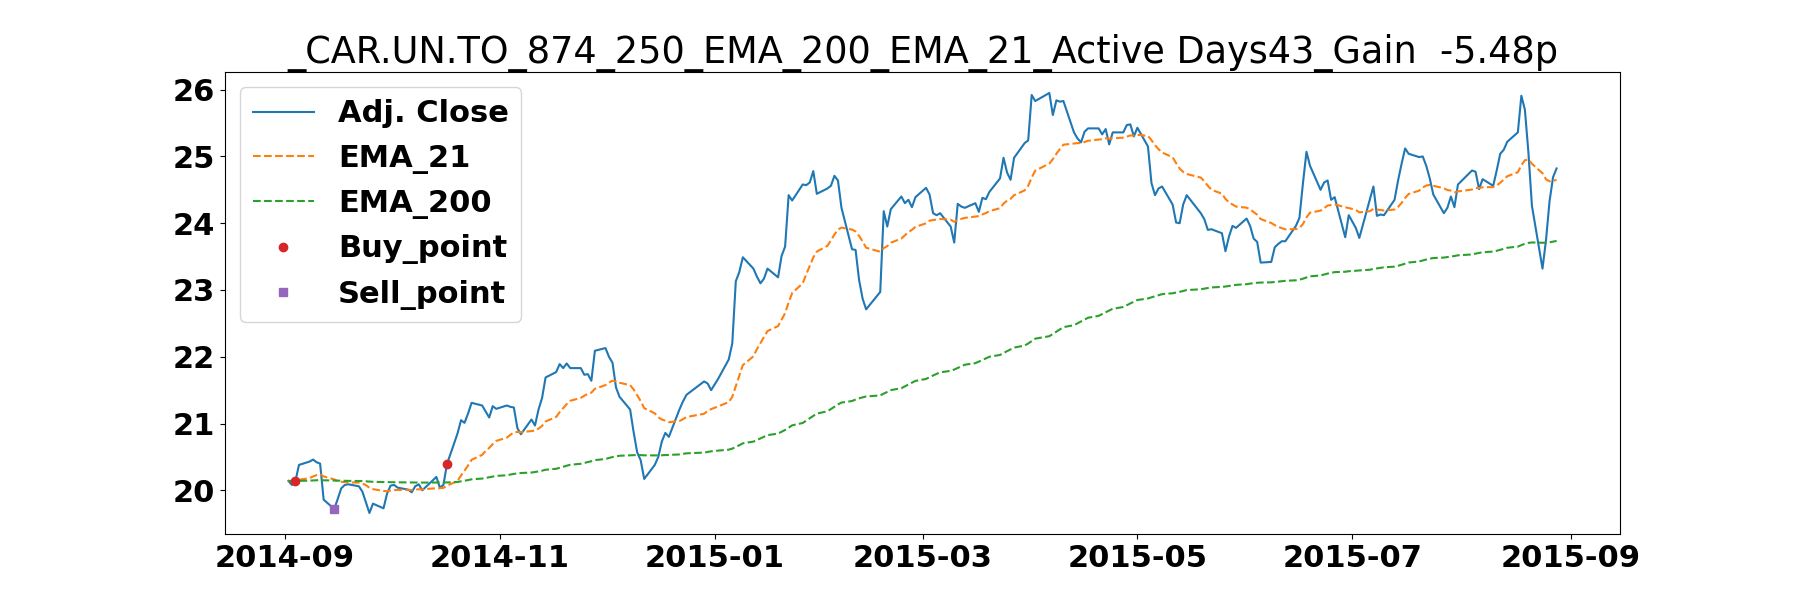 _CAR.UN.TO_874_250_EMA_200_EMA_21_Active Days43_Gain  -5.48p
Adj. Close
EMA_21
EMA_200
Buy_point
Sell_point
26
25
24
23
22
21
20
2014-09
2014-11
2015-01
2015-03
2015-05
2015-07
2015-09